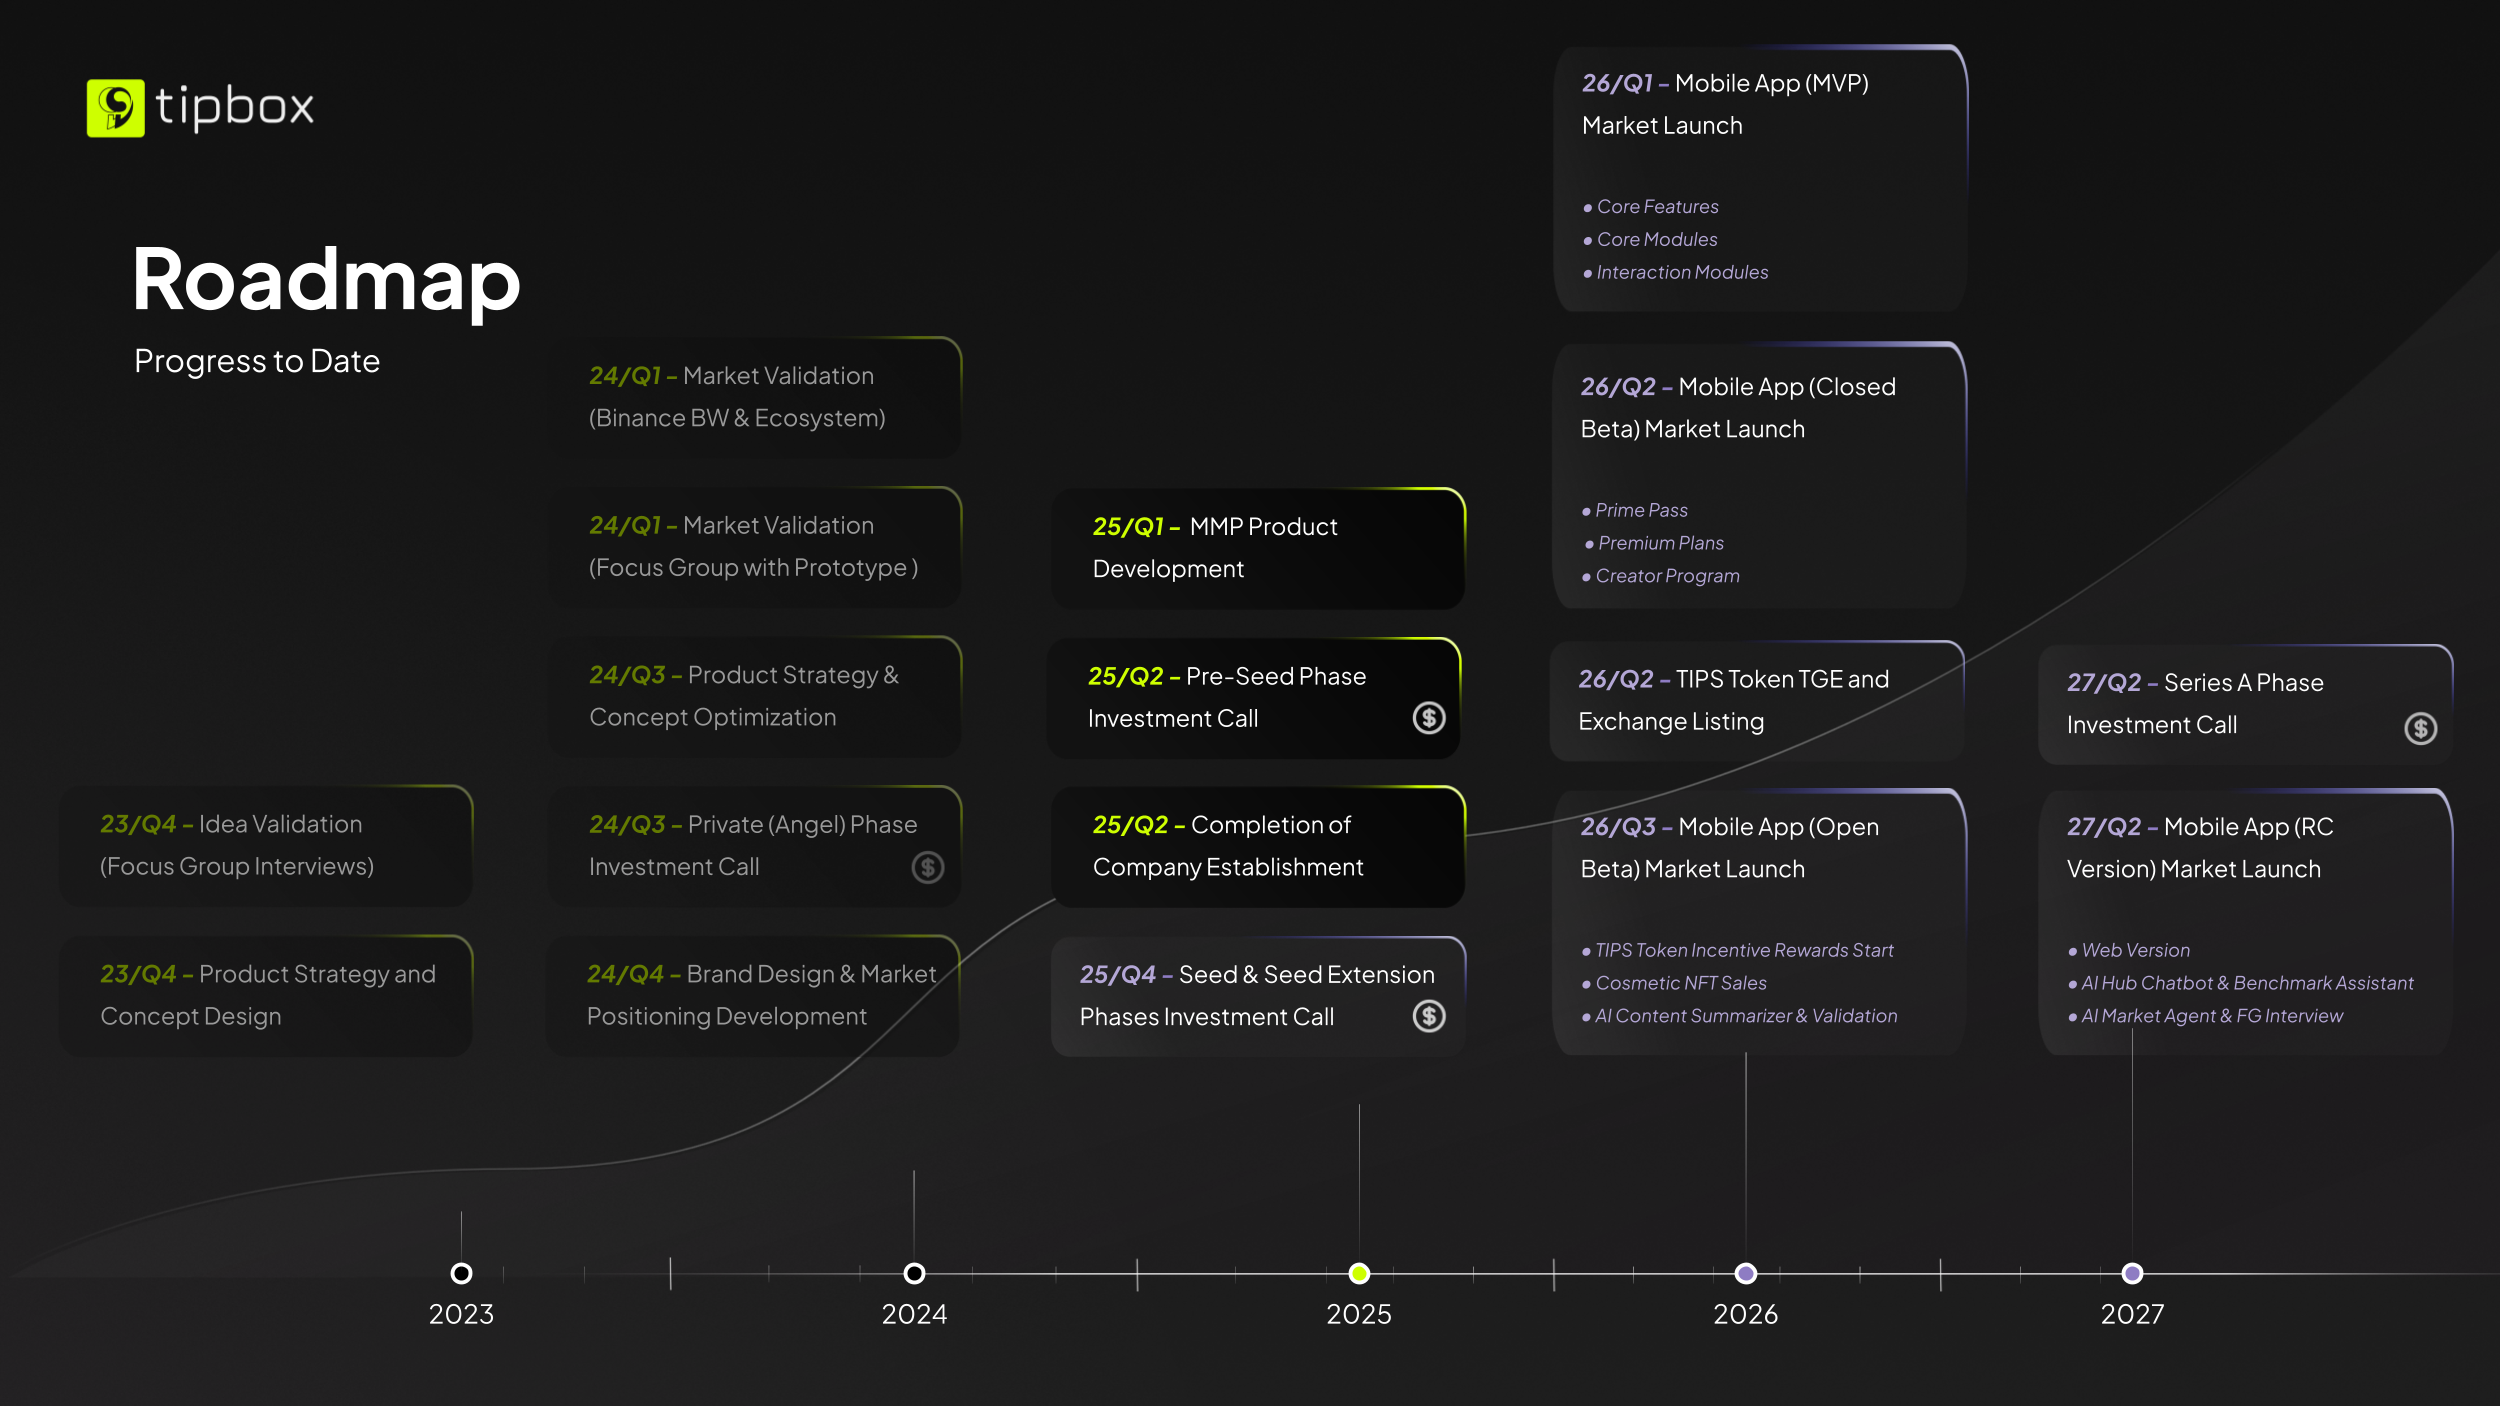 tipbox
Roadmap
Progress to Date
23/Q4 – Idea Validation
(Focus Group Interviews)
23/Q4 – Product Strategy and
Concept Design
24/Q1 – Market Validation
(Binance BW & Ecosystem)
24/Q1 – Market Validation
(Focus Group with Prototype )
24/Q3 – Product Strategy &
Concept Optimization
24/Q3 – Private (Angel) Phase
Investment Call
24/Q4 – Brand Design & Market
Positioning Development
25/Q1 – MMP Product
Development
25/Q2 – Pre-Seed Phase
Investment Call
25/Q2 – Completion of
Company Establishment
25/Q4 – Seed & Seed Extension
Phases Investment Call
26/Q1 – Mobile App (MVP)
Market Launch
• Core Features
• Core Modules
• Interaction Modules
26/Q2 – Mobile App (Closed
Beta) Market Launch
• Prime Pass
• Premium Plans
• Creator Program
26/Q2 – TIPS Token TGE and
Exchange Listing
26/Q3 – Mobile App (Open
Beta) Market Launch
• TIPS Token Incentive Rewards Start
• Cosmetic NFT Sales
• AI Content Summarizer & Validation
27/Q2 – Series A Phase
Investment Call
27/Q2 – Mobile App (RC
Version) Market Launch
• Web Version
• AI Hub Chatbot & Benchmark Assistant
• AI Market Agent & FG Interview
2023
2024
2025
2026
2027